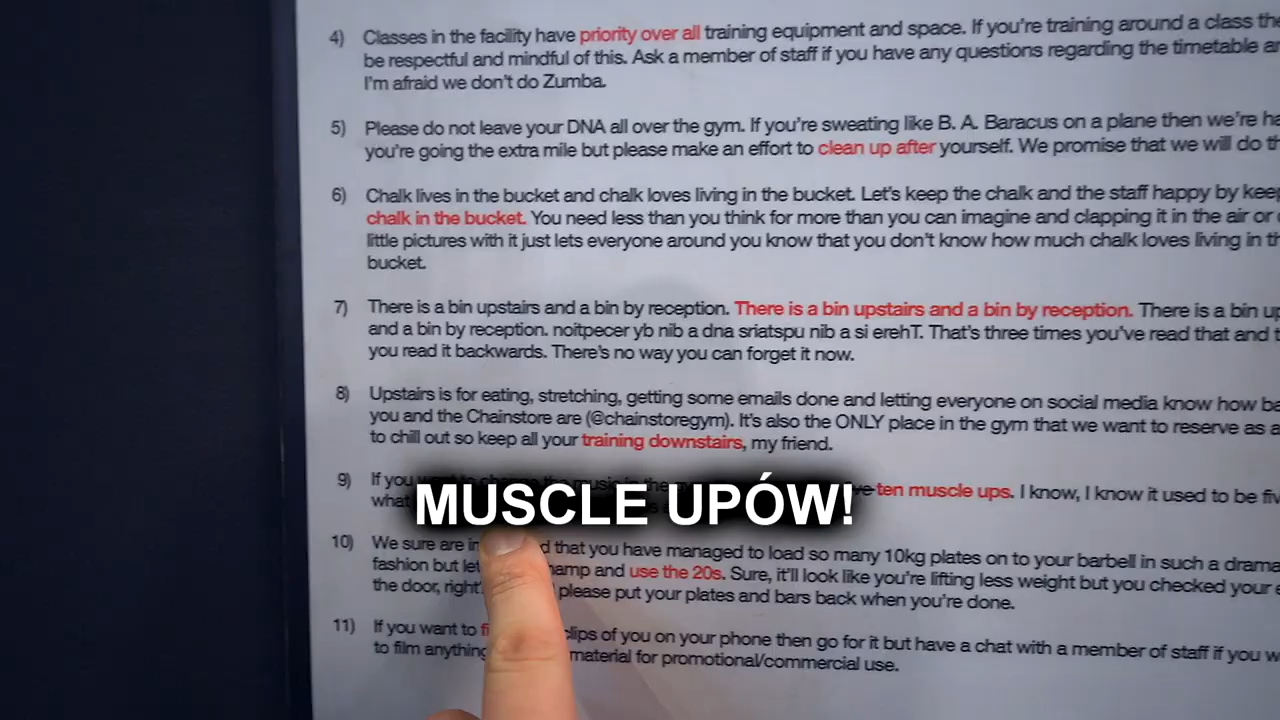 4) Classes in the facility have priority over all training equipment and space. If you're training around a class
be respectful and mindful of this. Ask a member of staff if you have any questions regarding the timetable
I'm afraid we don't do Zumba.
5) Please do not leave your DNA all over the gym. If you're sweating like B. A. Baracus on a plane then we're
you're going the extra mile but please make an effort to clean up after yourself. We promise that we will do
6) Chalk lives in the bucket and chalk loves living in the bucket. Let's keep the chalk and the staff happy by
chalk in the bucket. You need less than you think for more than you can imagine and clapping it in the air or
little pictures with it just lets everyone around you know that you don't know how much chalk loves living in
bucket.
7) There is a bin upstairs and a bin by reception. There is a bin upstairs and a bin by reception. There is a bin
and a bin by reception. noitpecer yb nib a dna sriatspu nib a si erehT. That's three times you've read that and
you read it backwards. There's no way you can forget it now.
8) Upstairs is for eating, stretching, getting some emails done and letting everyone on social media know how
you and the Chainstore are (@chainstoregym). It's also the ONLY place in the gym that we want to reserve as a
to chill out so keep all your training downstairs, my friend.
9) If you ten muscle ups. I know, I know it used to be
MUSCLE UPÓW!
10) We sure are that you have managed to load so many 10kg plates on to your barbell in such a
fashion but and use the 20s. Sure, it'll look like you're lifting less weight but you checked your
the door, please put your plates and bars back when you're done.
11) If you want to clips of you on your phone then go for it but have a chat with a member of staff if you
to film anything material for promotional/commercial use.